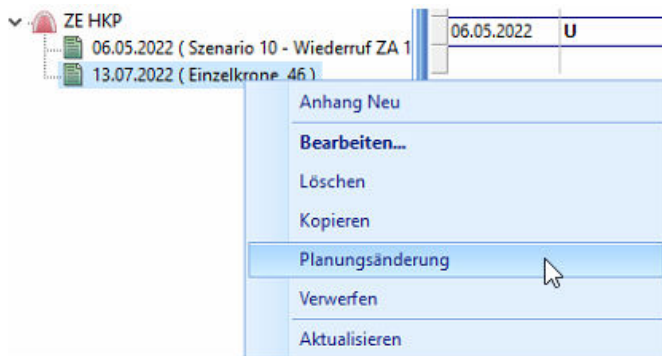 ZE HKP
06.05.2022 ( Szenario 10 - Wiederruf ZA 1
13.07.2022 ( Einzelkrone 46 )
06.05.2022 U
Anhang Neu
Bearbeiten...
Löschen
Kopieren
Planungsänderung
Verwerfen
Aktualisieren